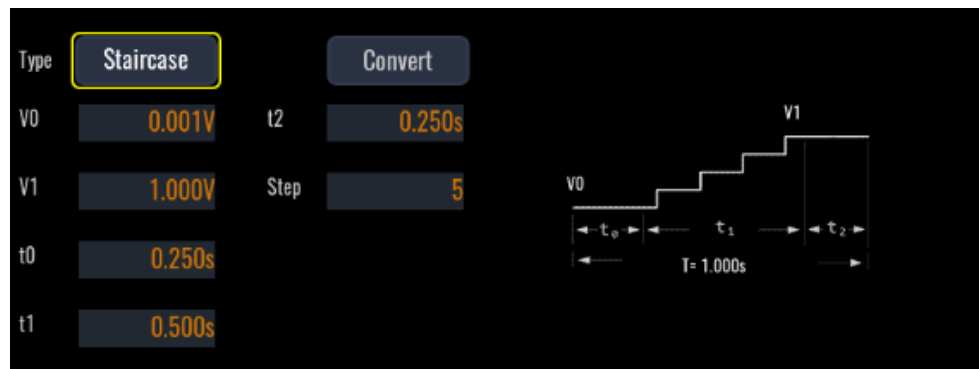 Type Staircase Convert
V0 0.001V t2 0.250s
V1 1.000V Step 5
t0 0.250s
t1 0.500s
V1
V0
t₀ t₁ t₂
T= 1.000s